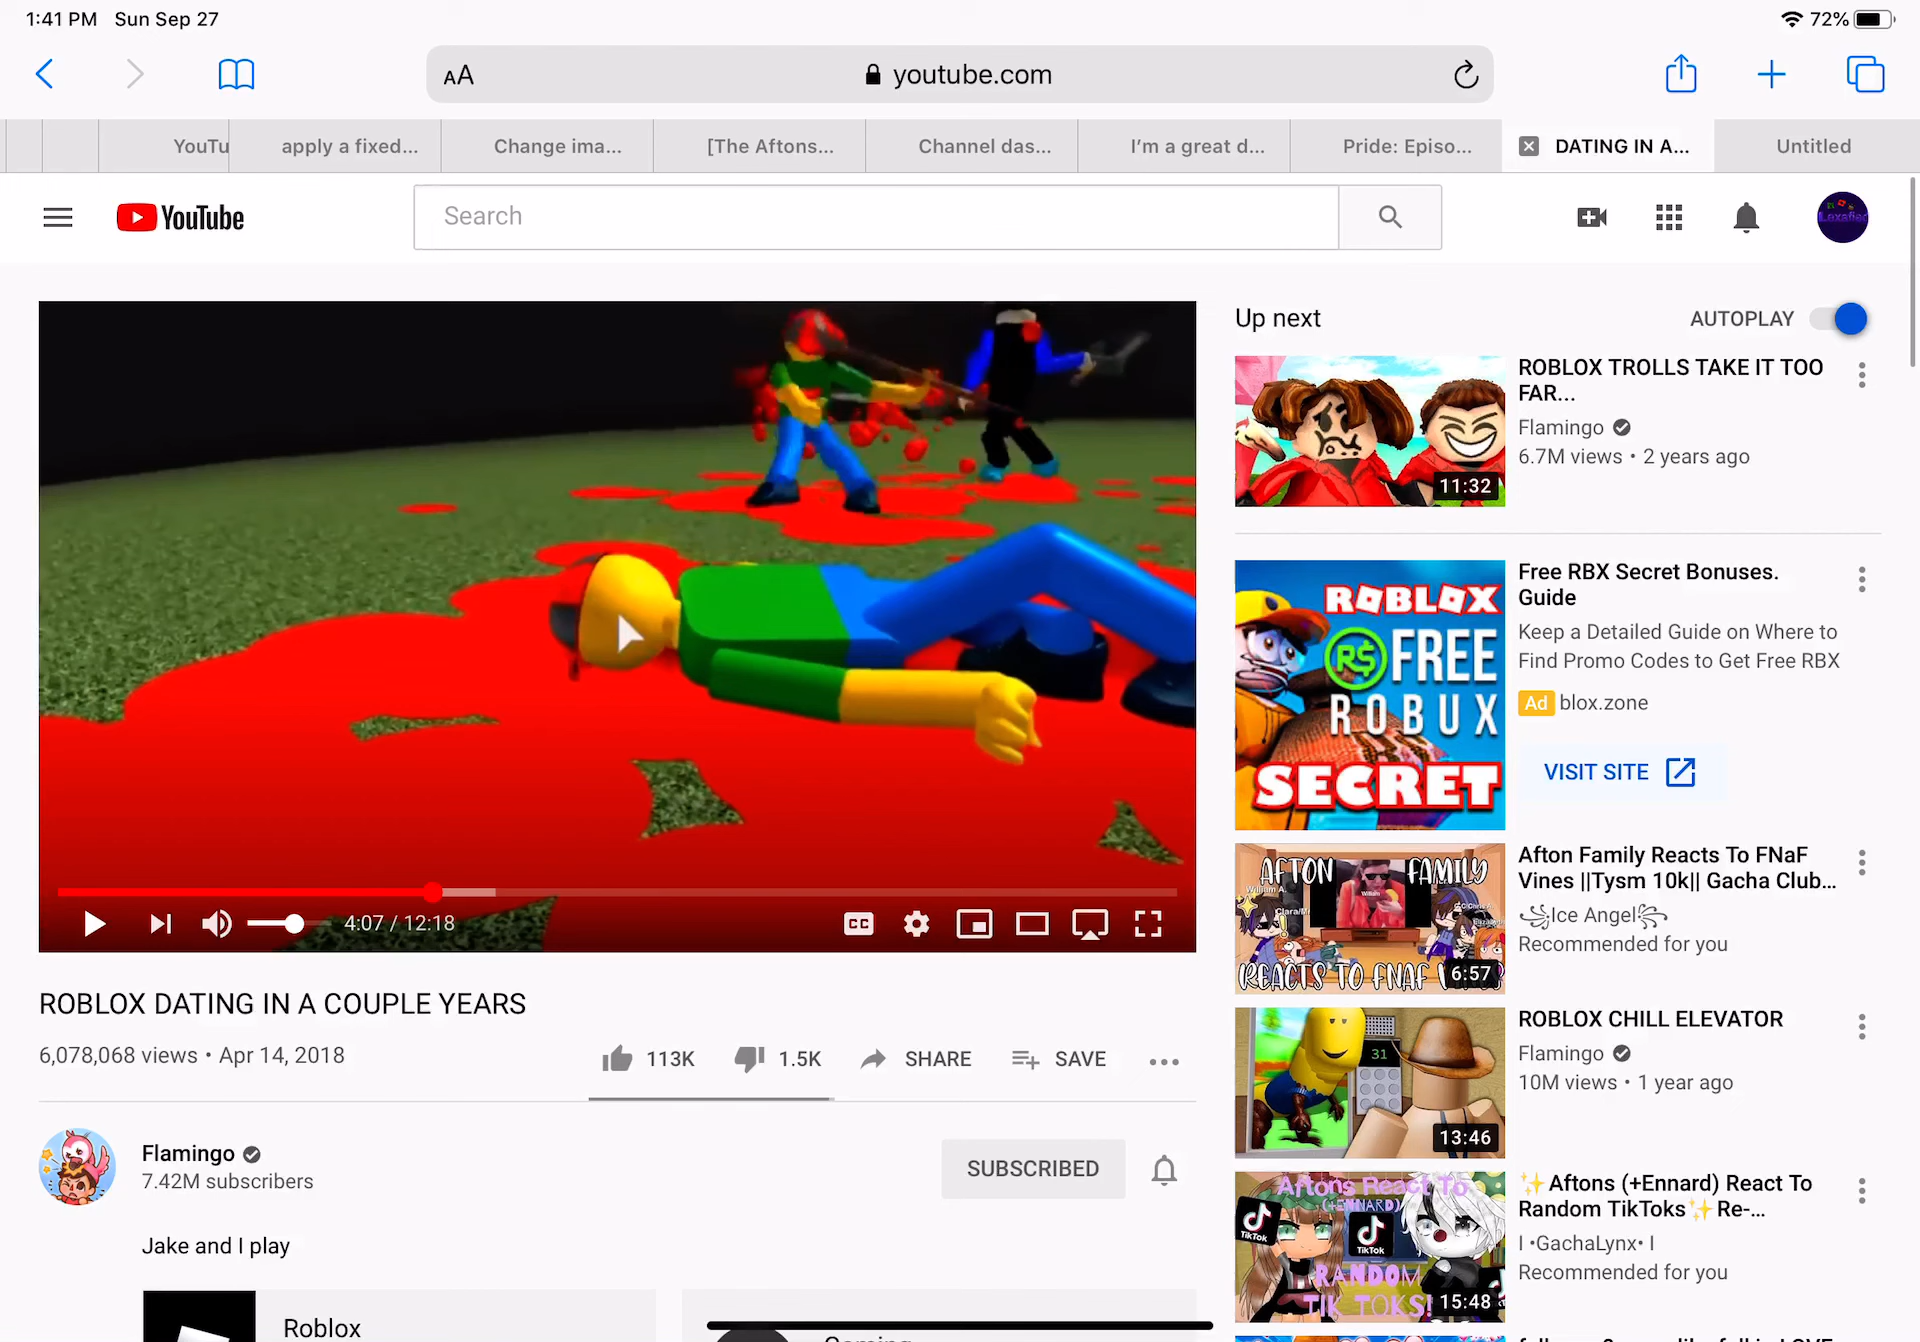 1:41 PM Sun Sep 27
72%
AA
youtube.com
YouTu
apply a fixed...
Change ima...
[The Aftons...
Channel das...
I'm a great d...
Pride: Episo...
DATING IN A...
Untitled
YouTube
Search
4:07 / 12:18
CC
ROBLOX DATING IN A COUPLE YEARS
6,078,068 views • Apr 14, 2018
113K
1.5K
SHARE
SAVE
Flamingo
7.42M subscribers
SUBSCRIBED
Jake and I play
Roblox
Up next
AUTOPLAY
11:32
ROBLOX TROLLS TAKE IT TOO
FAR...
Flamingo
6.7M views • 2 years ago
ROBLOX
R$ FREE
ROBUX
SECRET
Free RBX Secret Bonuses.
Guide
Keep a Detailed Guide on Where to
Find Promo Codes to Get Free RBX
Ad blox.zone
VISIT SITE
AFTON FAMILY
William A.
REACTS TO FNAF
6:57
Afton Family Reacts To FNaF
Vines ||Tysm 10k|| Gacha Club...
꧁Ice Angel꧂
Recommended for you
31
13:46
ROBLOX CHILL ELEVATOR
Flamingo
10M views • 1 year ago
Aftons React To
(+ENNARD)
TikTok
TikTok
RANDOM
TIK TOKS!
15:48
✨Aftons (+Ennard) React To
Random TikToks✨Re-...
I •GachaLynx• I
Recommended for you